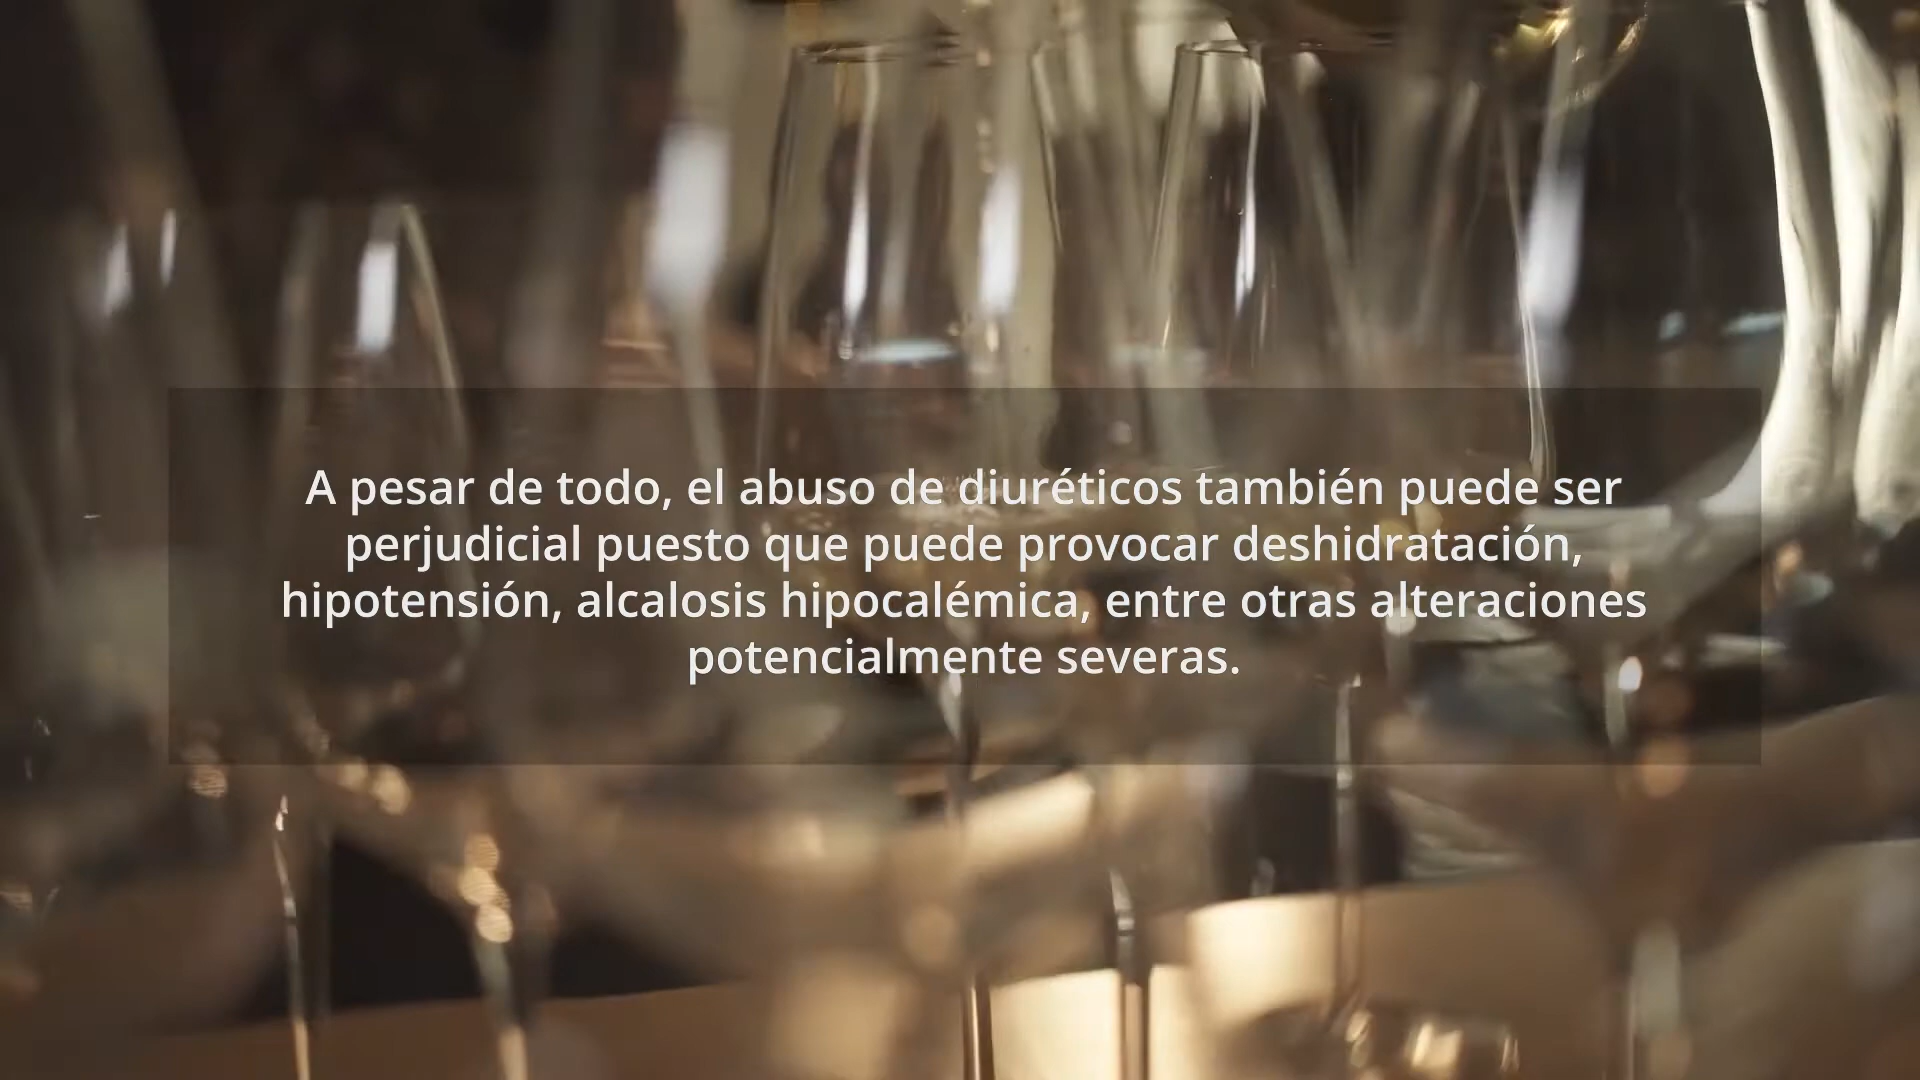 A pesar de todo, el abuso de diuréticos también puede ser
perjudicial puesto que puede provocar deshidratación,
hipotensión, alcalosis hipocalémica, entre otras alteraciones
potencialmente severas.